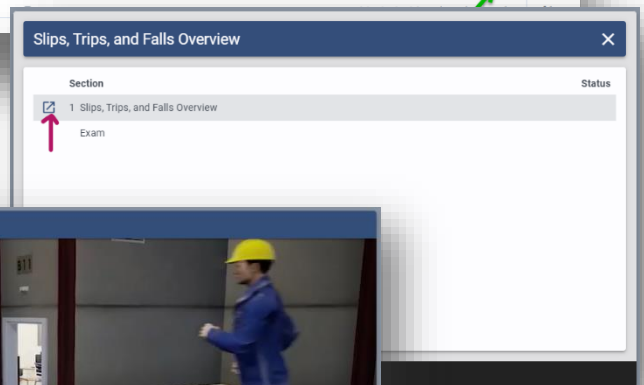 Slips, Trips, and Falls Overview
Section Status
1 Slips, Trips, and Falls Overview
Exam